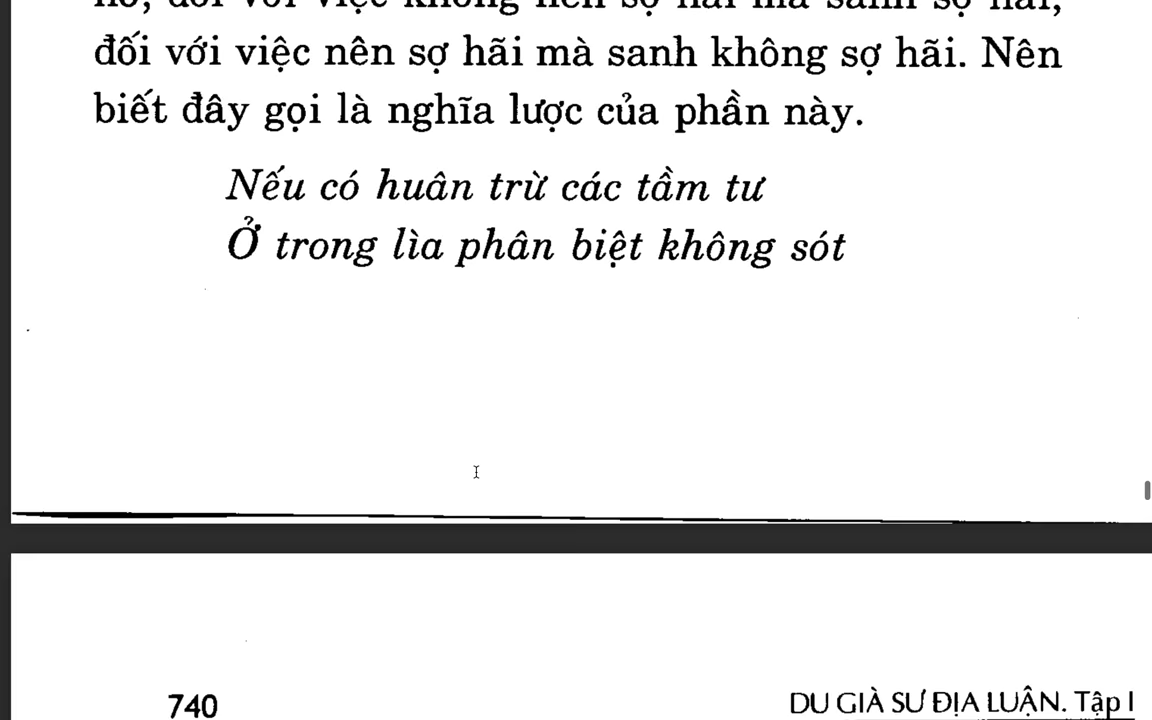 đối với việc nên sợ hãi mà sanh không sợ hãi. Nên
biết đây gọi là nghĩa lược của phần này.
Nếu có huân trừ các tầm tư
Ở trong lìa phân biệt không sót
740
DU GIÀ SƯ ĐỊA LUẬN. Tập I